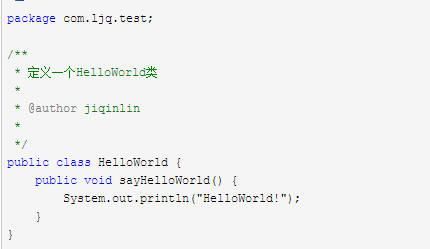 package com.ljq.test;
/**
 * 定义一个HelloWorld类
 *
 * @author jiqinlin
 *
 */
public class HelloWorld {
    public void sayHelloWorld() {
        System.out.println("HelloWorld!");
    }
}